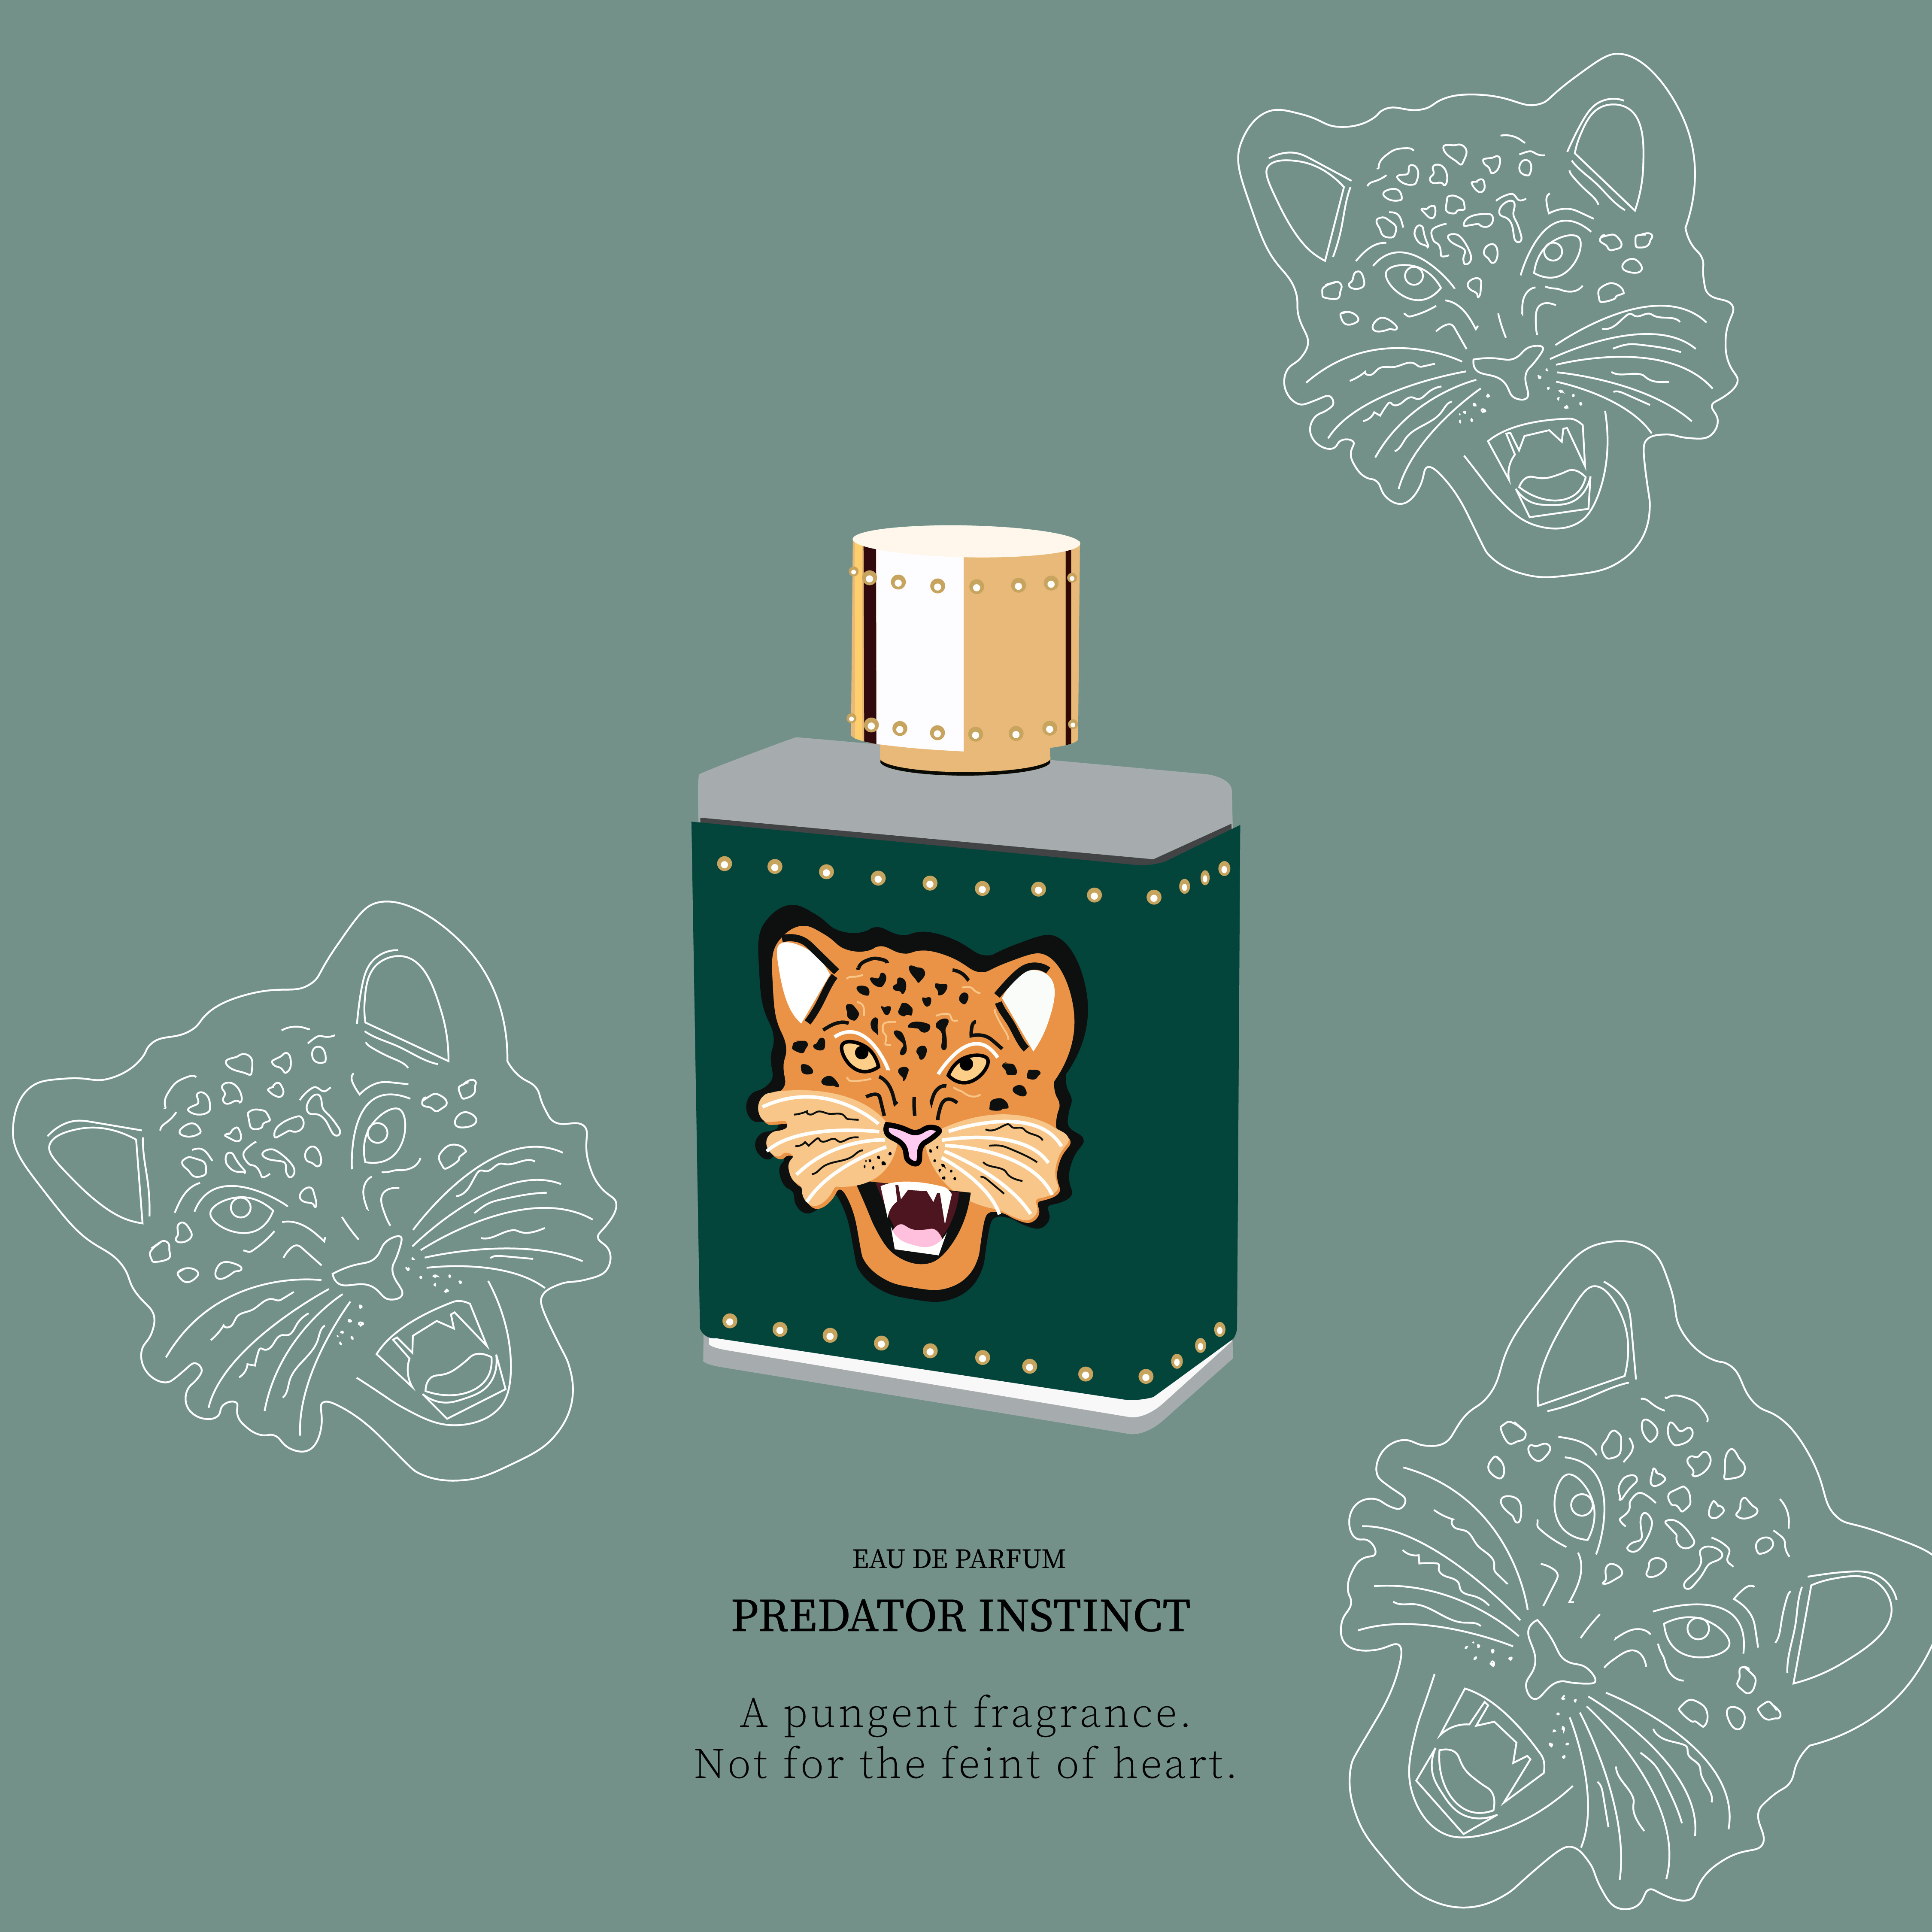 EAU DE PARFUM
PREDATOR INSTINCT
A pungent fragrance.
Not for the feint of heart.